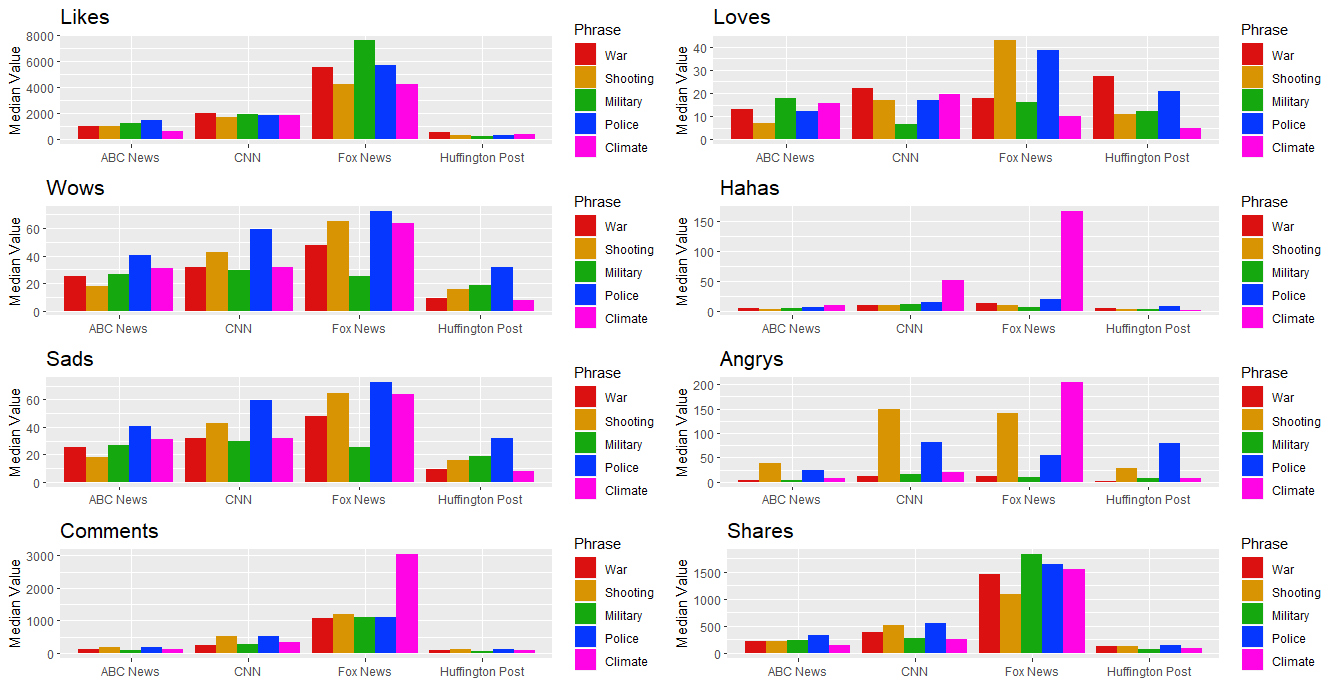 Likes
Median Value
8000
6000
4000
2000
0
ABC News CNN Fox News Huffington Post
Phrase
War
Shooting
Military
Police
Climate
Loves
Median Value
40
30
20
10
0
ABC News CNN Fox News Huffington Post
Phrase
War
Shooting
Military
Police
Climate
Wows
Median Value
60
40
20
0
ABC News CNN Fox News Huffington Post
Phrase
War
Shooting
Military
Police
Climate
Hahas
Median Value
150
100
50
0
ABC News CNN Fox News Huffington Post
Phrase
War
Shooting
Military
Police
Climate
Sads
Median Value
60
40
20
0
ABC News CNN Fox News Huffington Post
Phrase
War
Shooting
Military
Police
Climate
Angrys
Median Value
200
150
100
50
0
ABC News CNN Fox News Huffington Post
Phrase
War
Shooting
Military
Police
Climate
Comments
Median Value
3000
2000
1000
0
ABC News CNN Fox News Huffington Post
Phrase
War
Shooting
Military
Police
Climate
Shares
Median Value
1500
1000
500
0
ABC News CNN Fox News Huffington Post
Phrase
War
Shooting
Military
Police
Climate